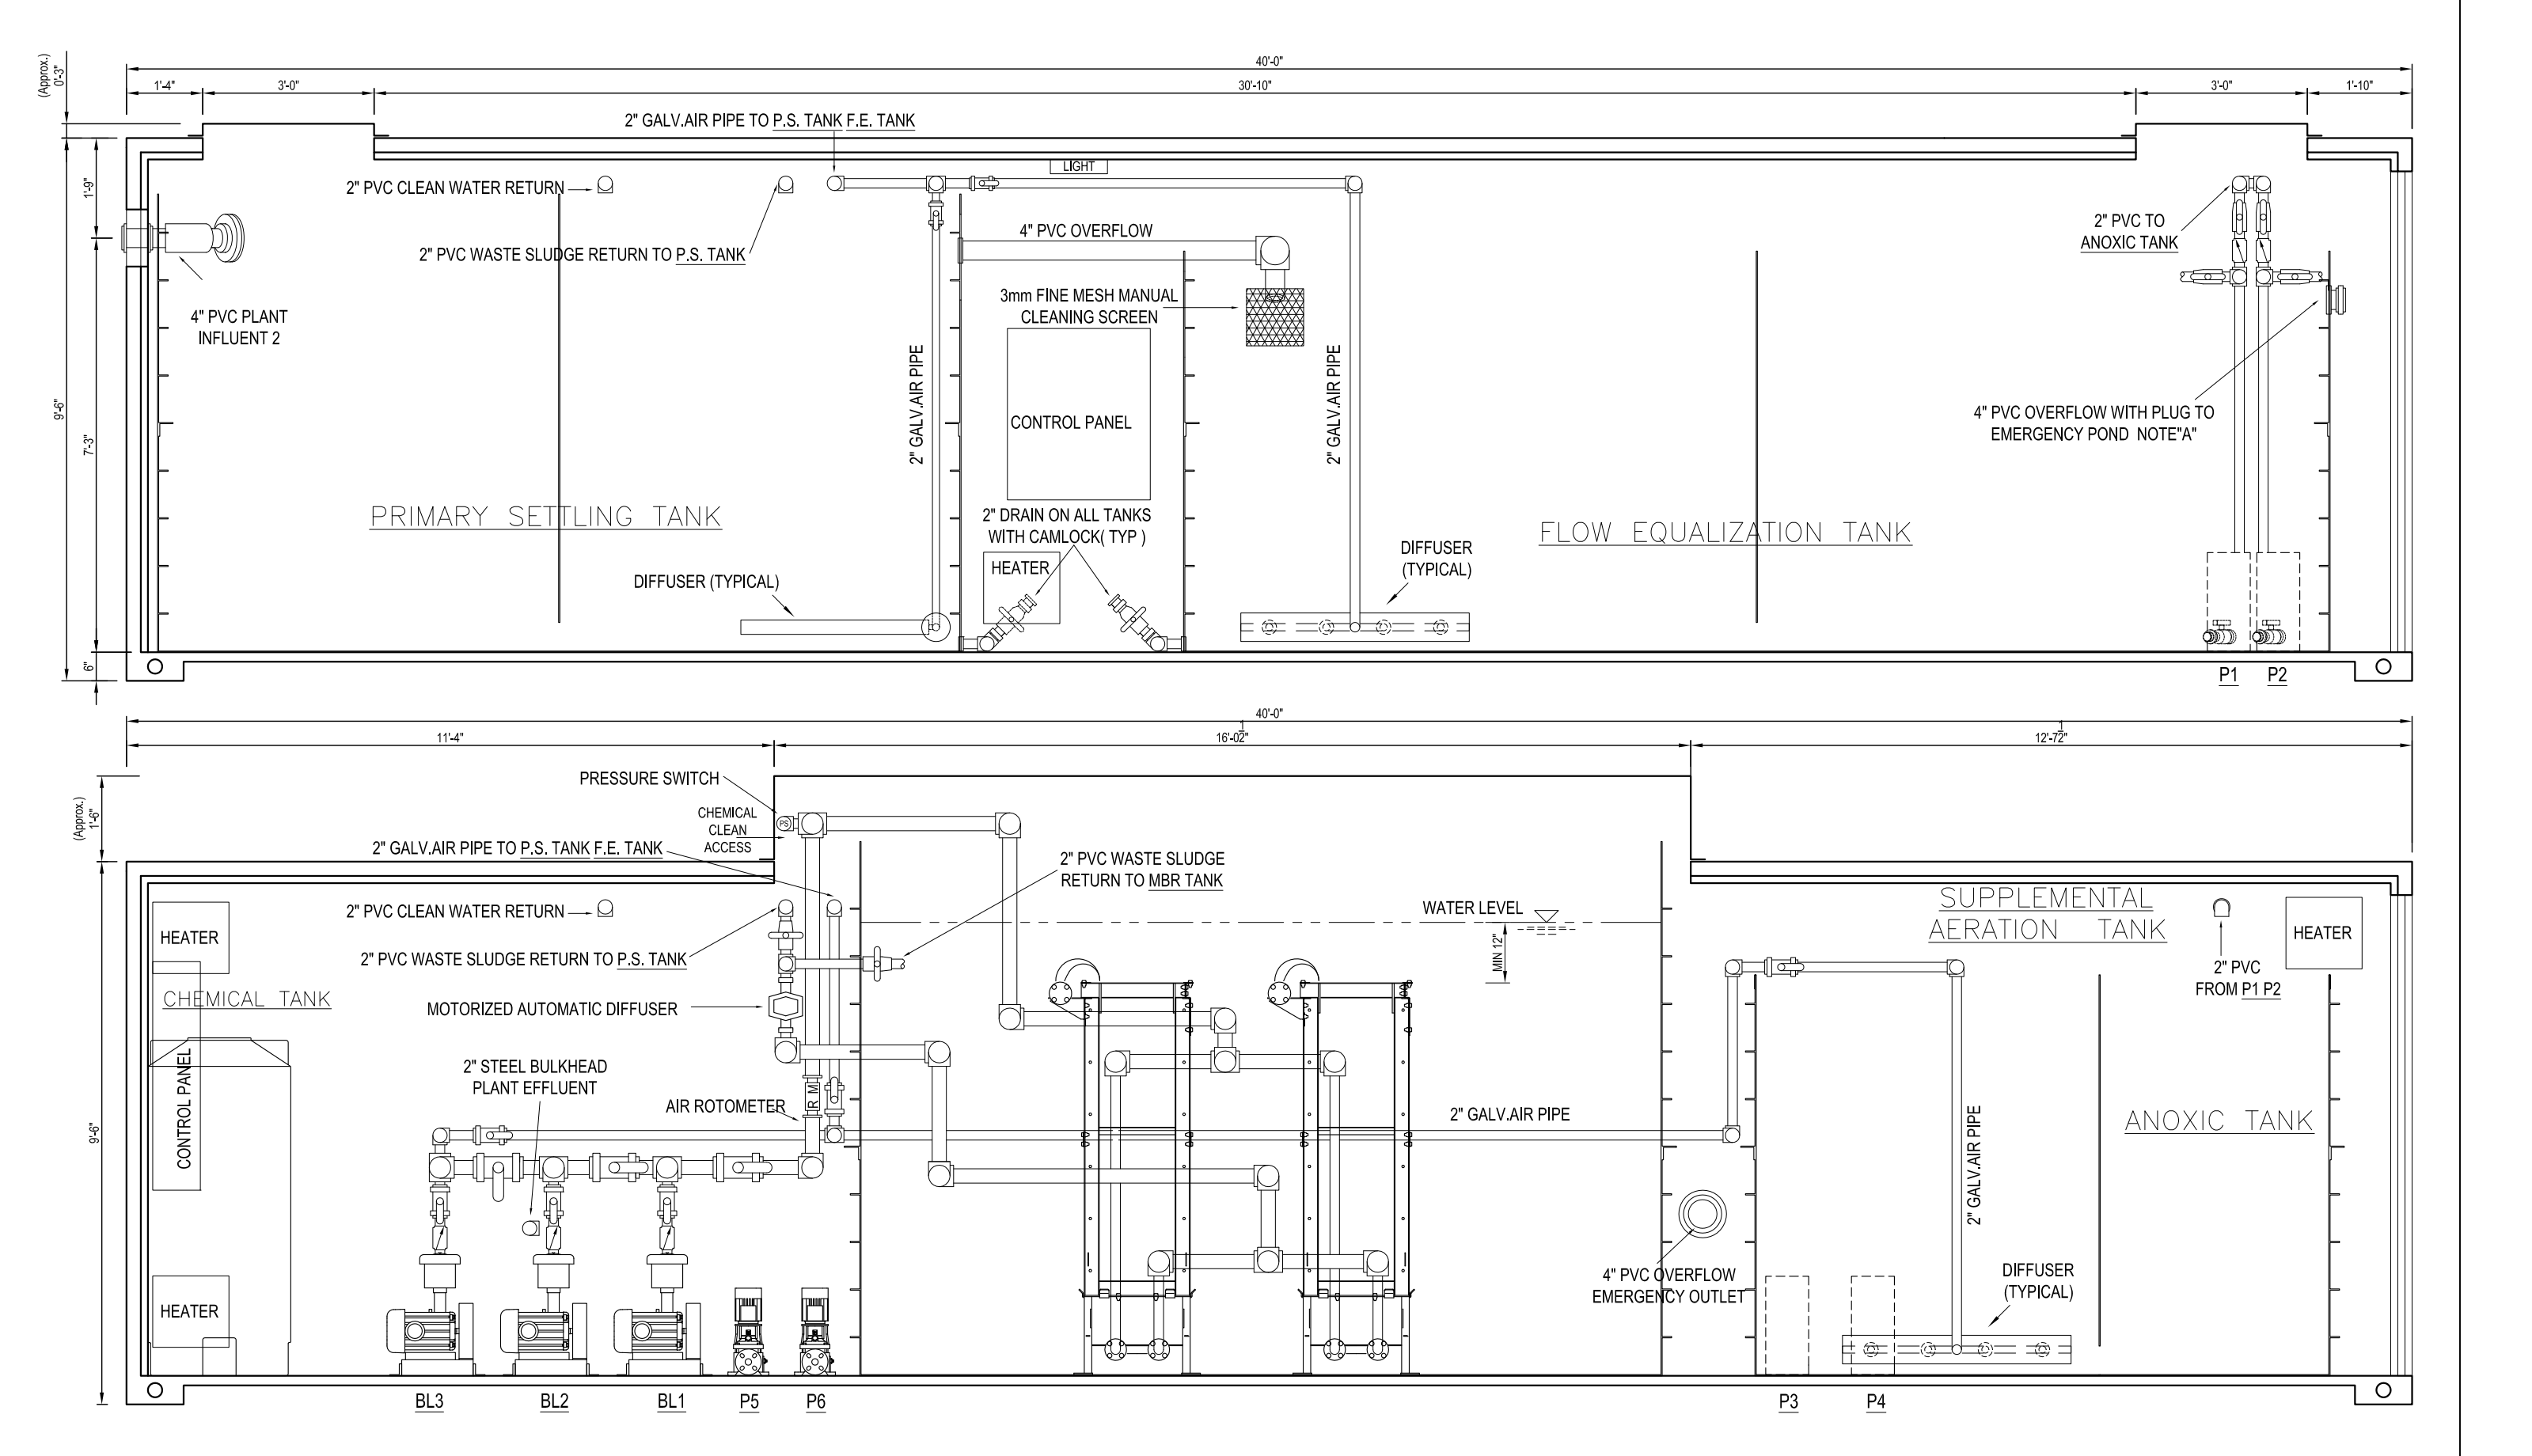 40'-0"
(Approx.)
0'-3"
1'-4"
3'-0"
30'-10"
3'-0"
1'-10"
2" GALV.AIR PIPE TO P.S. TANK F.E. TANK
LIGHT
1'-9"
2" PVC CLEAN WATER RETURN
2" PVC TO
ANOXIC TANK
4" PVC OVERFLOW
2" PVC WASTE SLUDGE RETURN TO P.S. TANK
3mm FINE MESH MANUAL
CLEANING SCREEN
4" PVC PLANT
INFLUENT 2
9'-6"
7'-3"
2" GALV.AIR PIPE
CONTROL PANEL
2" GALV.AIR PIPE
4" PVC OVERFLOW WITH PLUG TO
EMERGENCY POND NOTE"A"
PRIMARY SETTLING TANK
2" DRAIN ON ALL TANKS
WITH CAMLOCK( TYP )
FLOW EQUALIZATION TANK
HEATER
DIFFUSER
(TYPICAL)
DIFFUSER (TYPICAL)
6"
P1
P2
40'-0"
11'-4"
16'-0 1/2"
12'-7 1/2"
PRESSURE SWITCH
(Approx.)
1'-6"
CHEMICAL
CLEAN
ACCESS
PS
2" GALV.AIR PIPE TO P.S. TANK F.E. TANK
2" PVC WASTE SLUDGE
RETURN TO MBR TANK
SUPPLEMENTAL
AERATION TANK
2" PVC CLEAN WATER RETURN
WATER LEVEL
HEATER
HEATER
MIN 12"
2" PVC WASTE SLUDGE RETURN TO P.S. TANK
2" PVC
FROM P1 P2
CHEMICAL TANK
MOTORIZED AUTOMATIC DIFFUSER
2" STEEL BULKHEAD
PLANT EFFLUENT
CONTROL PANEL
AIR ROTOMETER
R M
2" GALV.AIR PIPE
ANOXIC TANK
9'-6"
2" GALV.AIR PIPE
4" PVC OVERFLOW
EMERGENCY OUTLET
DIFFUSER
(TYPICAL)
HEATER
BL3
BL2
BL1
P5
P6
P3
P4